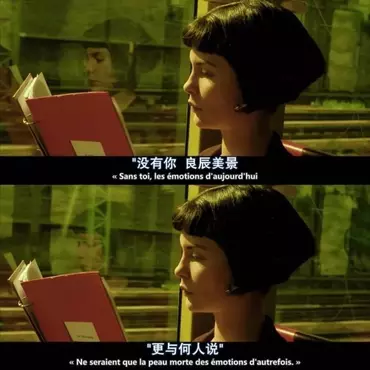 "没有你 良辰美景
« Sans toi, les émotions d'aujourd'hui
"更与何人说"
« Ne seraient que la peau morte des émotions d'autrefois. »